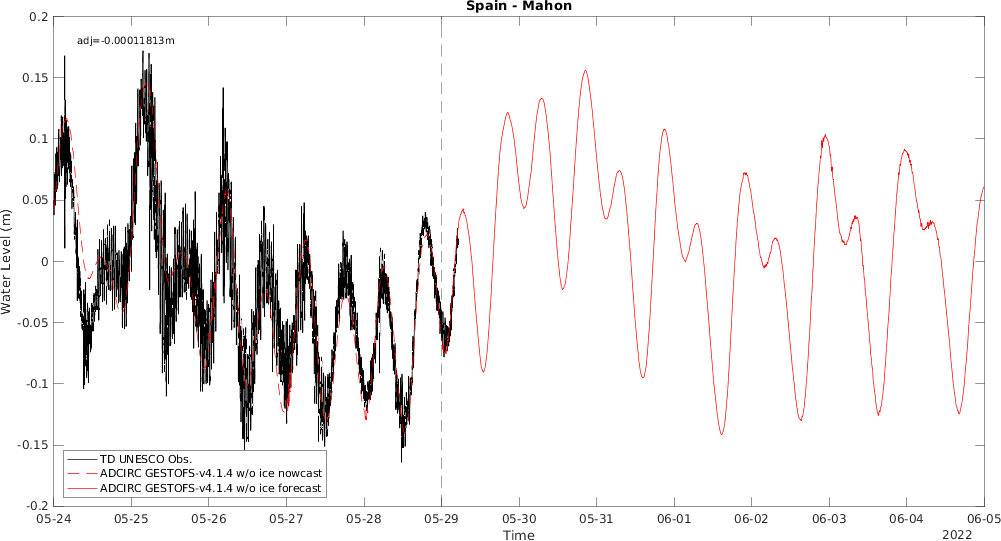 Spain - Mahon
adj=-0.00011813m
Water Level (m)
0.2
0.15
0.1
0.05
0
-0.05
-0.1
-0.15
-0.2
TD UNESCO Obs.
ADCIRC GESTOFS-v4.1.4 w/o ice nowcast
ADCIRC GESTOFS-v4.1.4 w/o ice forecast
05-24 05-25 05-26 05-27 05-28 05-29 05-30 05-31 06-01 06-02 06-03 06-04 06-05
Time
2022